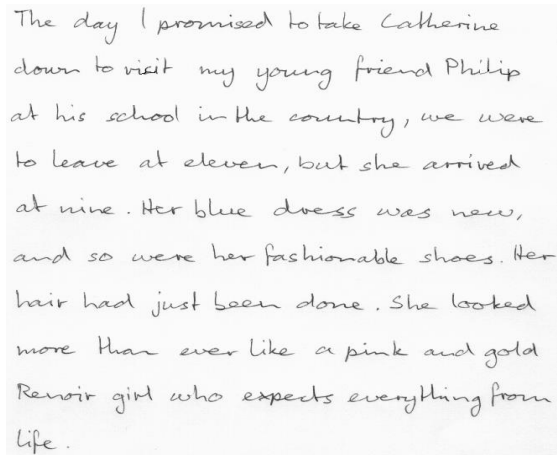 The day I promised to take Catherine
down to visit my young friend Philip
at his school in the country, we were
to leave at eleven, but she arrived
at nine. Her blue dress was new,
and so were her fashionable shoes. Her
hair had just been done. She looked
more than ever like a pink and gold
Renoir girl who expects everything from
life.